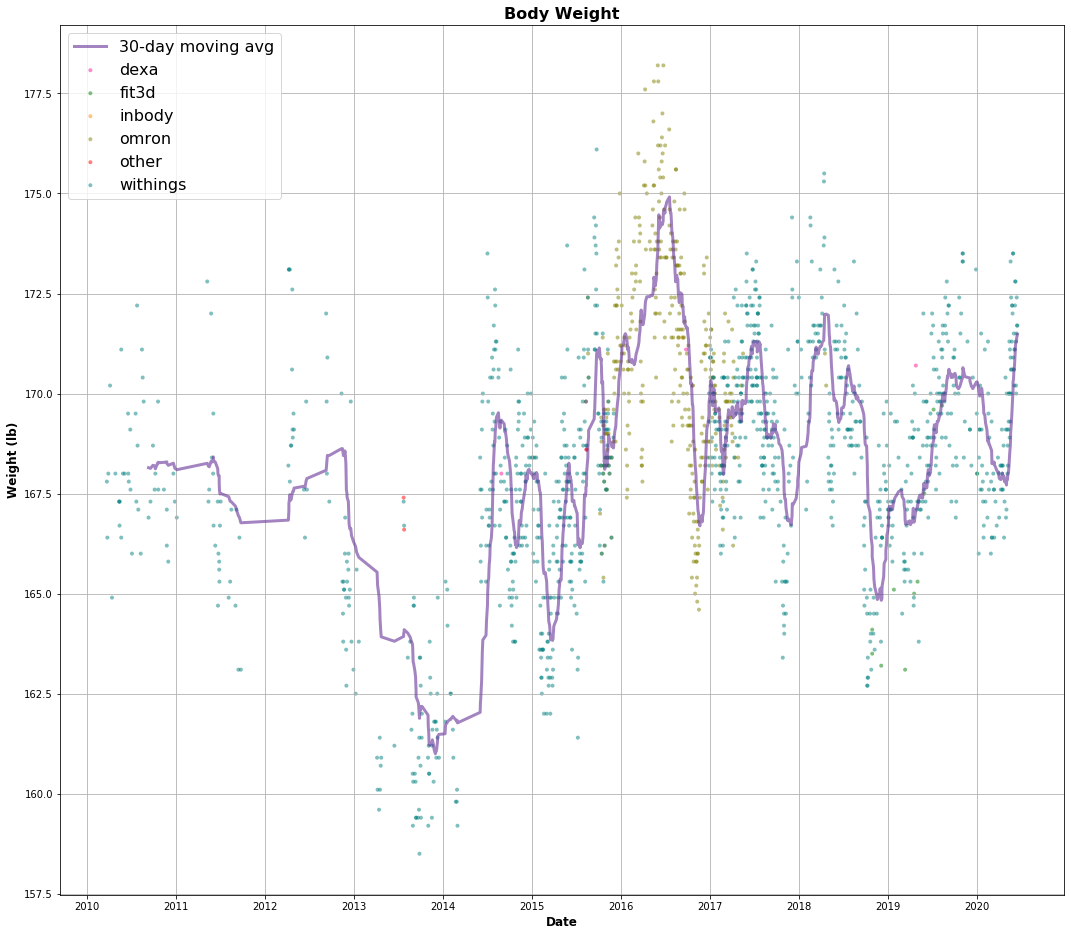 Body Weight
30-day moving avg
dexa
fit3d
inbody
omron
other
withings
Weight (lb)
177.5
175.0
172.5
170.0
167.5
165.0
162.5
160.0
157.5
2010 2011 2012 2013 2014 2015 2016 2017 2018 2019 2020
Date